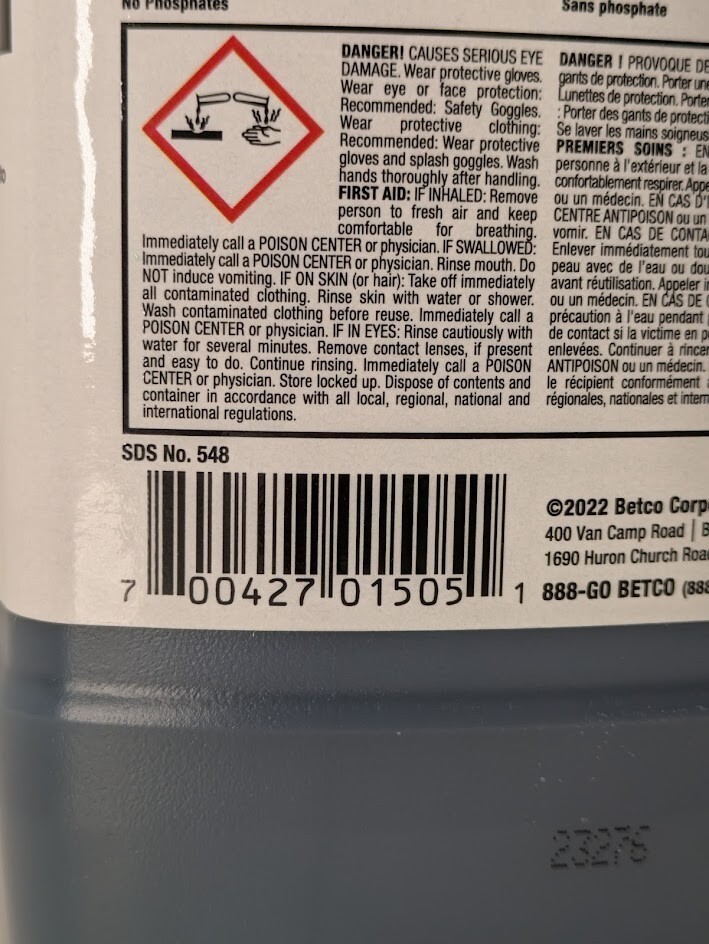 No Phosphates
Sans phosphate
DANGER! CAUSES SERIOUS EYE
DAMAGE. Wear protective gloves.
Wear eye or face protection:
Recommended: Safety Goggles.
Wear protective clothing:
Recommended: Wear protective
gloves and splash goggles. Wash
hands thoroughly after handling.
FIRST AID: IF INHALED: Remove
person to fresh air and keep
comfortable for breathing.
Immediately call a POISON CENTER or physician. IF SWALLOWED:
Immediately call a POISON CENTER or physician. Rinse mouth. Do
NOT induce vomiting. IF ON SKIN (or hair): Take off immediately
all contaminated clothing. Rinse skin with water or shower.
Wash contaminated clothing before reuse. Immediately call a
POISON CENTER or physician. IF IN EYES: Rinse cautiously with
water for several minutes. Remove contact lenses, if present
and easy to do. Continue rinsing. Immediately call a POISON
CENTER or physician. Store locked up. Dispose of contents and
container in accordance with all local, regional, national and
international regulations.
DANGER ! PROVOQUE DE
gants de protection. Porter une
Lunettes de protection. Porter
: Porter des gants de protecti
Se laver les mains soigneus
PREMIERS SOINS : EN
personne à l'extérieur et la
confortablement respirer. Appe
ou un médecin. EN CAS D'I
CENTRE ANTIPOISON ou un
vomir. EN CAS DE CONTA
Enlever immédiatement tou
peau avec de l'eau ou dou
avant réutilisation. Appeler i
ou un médecin. EN CAS DE
précaution à l'eau pendant
de contact si la victime en p
enlevées. Continuer à rincer
ANTIPOISON ou un médecin.
le récipient conformément
régionales, nationales et intern
SDS No. 548
7 00427 01505 1
©2022 Betco Corp
400 Van Camp Road | B
1690 Huron Church Roa
888-GO BETCO (888
23276